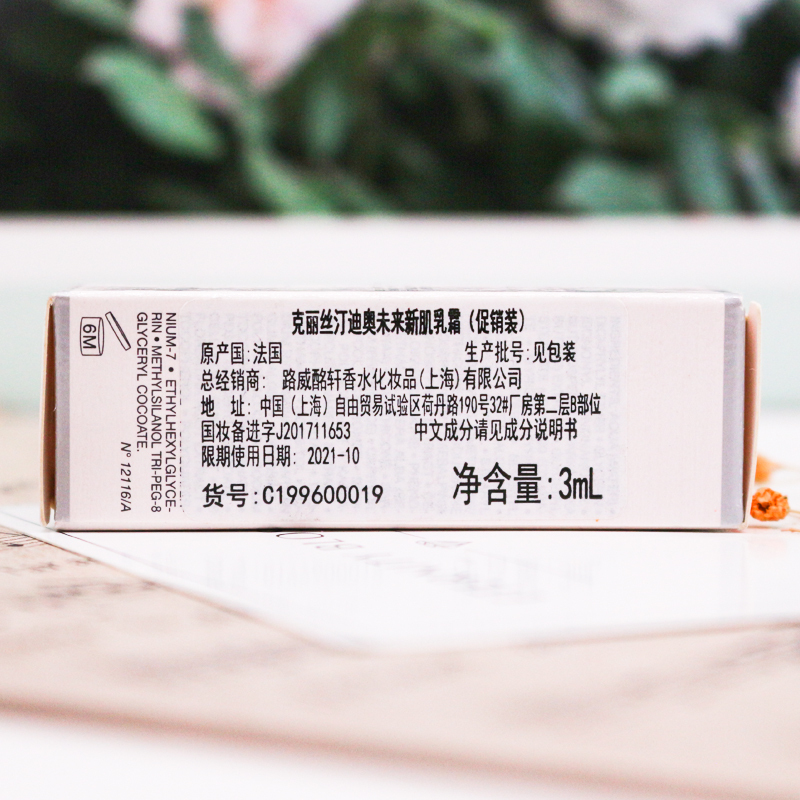 克丽丝汀迪奥未来新肌乳霜（促销装）
原产国:法国 生产批号:见包装
总经销商: 路威酩轩香水化妆品(上海)有限公司
地 址:中国（上海）自由贸易试验区荷丹路190号32#厂房第二层B部位
国妆备进字J201711653 中文成分请见成分说明书
限期使用日期: 2021-10
货号:C199600019 净含量:3mL
6M
NIUM-7 • ETHYLHEXYLGLYCE-
RIN • METHYLSILANOL TRI-PEG-8
GLYCERYL COCOATE.
N° 12116/A